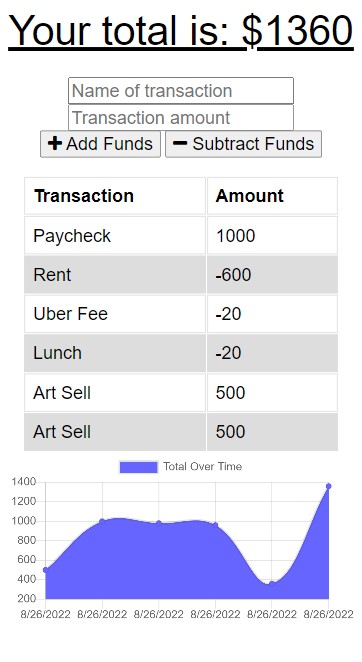 Your total is: $1360
Name of transaction
Transaction amount
+ Add Funds − Subtract Funds
Transaction Amount
Paycheck 1000
Rent -600
Uber Fee -20
Lunch -20
Art Sell 500
Art Sell 500
Total Over Time
1400
1200
1000
800
600
400
200
8/26/2022 8/26/2022 8/26/2022 8/26/2022 8/26/2022 8/26/2022